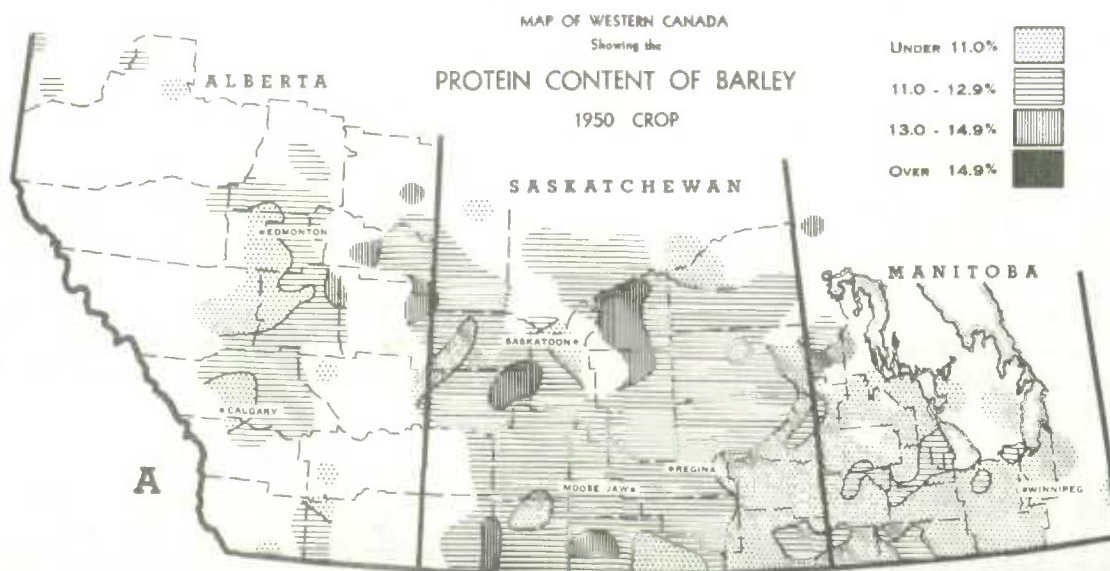 MAP OF WESTERN CANADA
Showing the
PROTEIN CONTENT OF BARLEY
1950 CROP
UNDER 11.0%
11.0 - 12.9%
13.0 - 14.9%
OVER 14.9%
ALBERTA
SASKATCHEWAN
MANITOBA
EDMONTON
SASKATOON
CALGARY
REGINA
MOOSE JAW
WINNIPEG
A